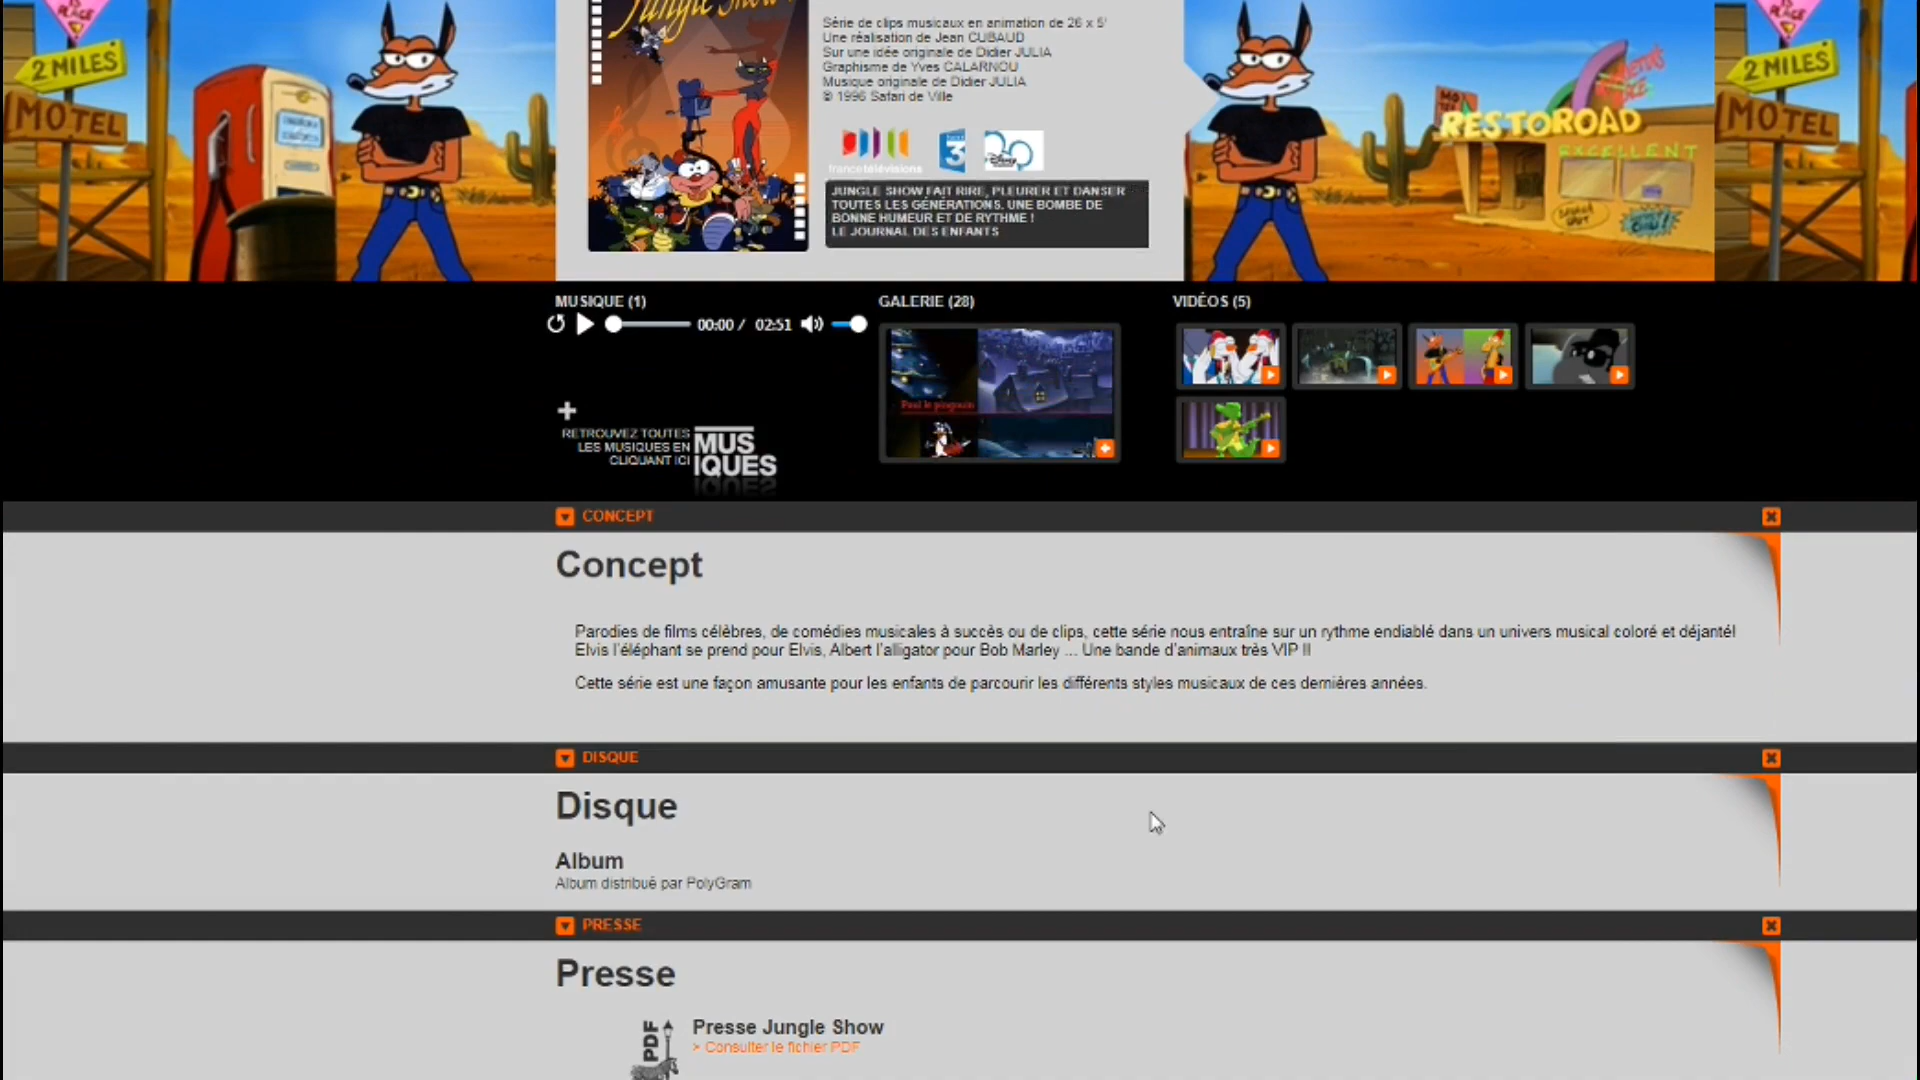 2 MILES
MOTEL
Jungle Show
Série de clips musicaux en animation de 26 x 5'
Une réalisation de Jean CUBAUD
Sur une idée originale de Didier JULIA
Graphisme de Yves CALARNOU
Musique originale de Didier JULIA
© 1996 Safari de Ville
francetélévisions
3
Disney
JUNGLE SHOW FAIT RIRE, PLEURER ET DANSER
TOUTES LES GÉNÉRATIONS. UNE BOMBE DE
BONNE HUMEUR ET DE RYTHME !
LE JOURNAL DES ENFANTS
RESTOROAD
EXCELLENT
2 MILES
MOTEL
MUSIQUE (1)
00:00 / 02:51
RETROUVEZ TOUTES
LES MUSIQUES EN
CLIQUANT ICI
MUS
IQUES
GALERIE (28)
Paul le pingouin
VIDÉOS (5)
CONCEPT
Concept
Parodies de films célèbres, de comédies musicales à succès ou de clips, cette série nous entraîne sur un rythme endiablé dans un univers musical coloré et déjanté!
Elvis l'éléphant se prend pour Elvis, Albert l'alligator pour Bob Marley ... Une bande d'animaux très VIP !!
Cette série est une façon amusante pour les enfants de parcourir les différents styles musicaux de ces dernières années.
DISQUE
Disque
Album
Album distribué par PolyGram
PRESSE
Presse
PDF
Presse Jungle Show
> Consulter le fichier PDF